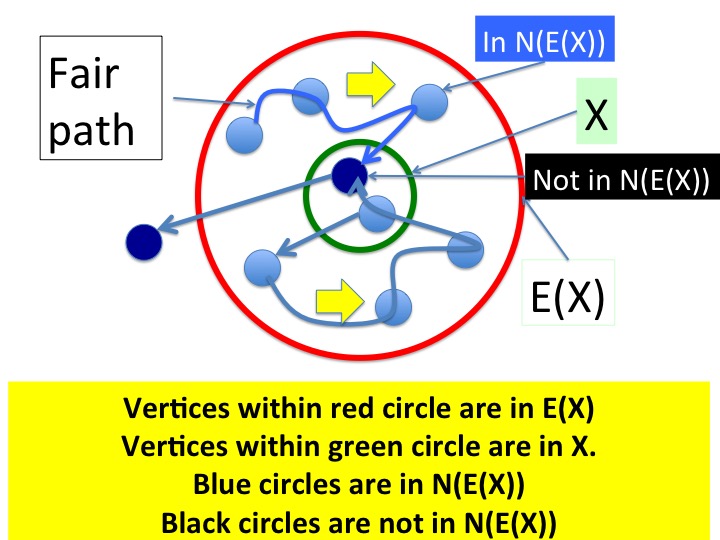 Fair
path
In N(E(X))
X
Not in N(E(X))
E(X)
Vertices within red circle are in E(X)
Vertices within green circle are in X.
Blue circles are in N(E(X))
Black circles are not in N(E(X))